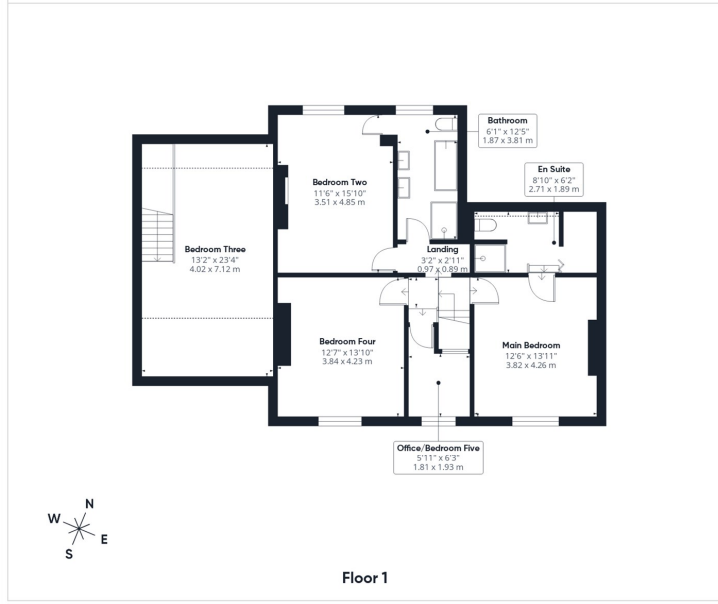 Bathroom
6'1" x 12'5"
1.87 x 3.81 m
En Suite
8'10" x 6'2"
2.71 x 1.89 m
Bedroom Two
11'6" x 15'10"
3.51 x 4.85 m
Bedroom Three
13'2" x 23'4"
4.02 x 7.12 m
Landing
3'2" x 2'11"
0.97 x 0.89 m
Bedroom Four
12'7" x 13'10"
3.84 x 4.23 m
Main Bedroom
12'6" x 13'11"
3.82 x 4.26 m
Office/Bedroom Five
5'11" x 6'3"
1.81 x 1.93 m
N
W
E
S
Floor 1